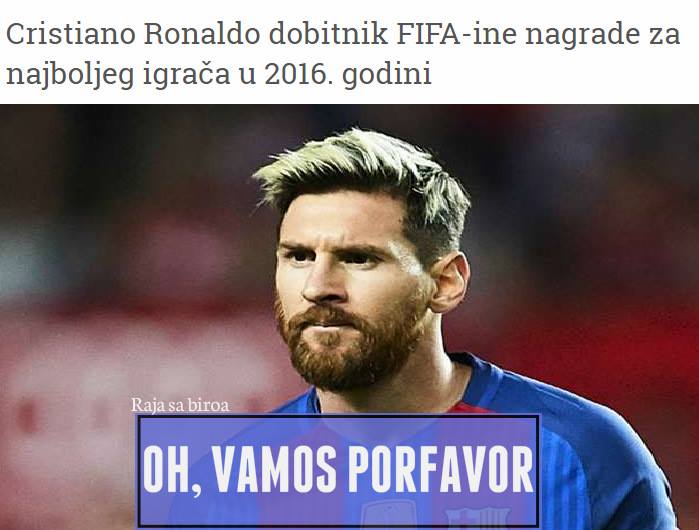 Cristiano Ronaldo dobitnik FIFA-ine nagrade za
najboljeg igrača u 2016. godini
Raja sa biroa
OH, VAMOS PORFAVOR